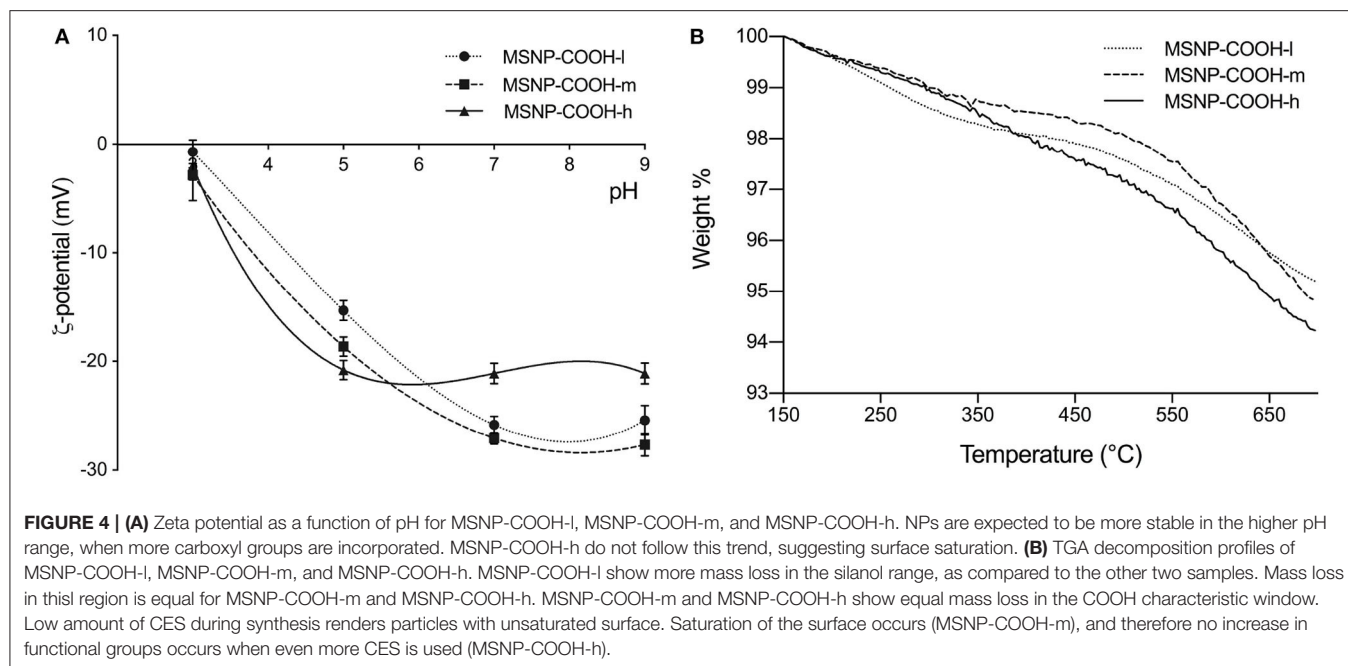 A
10
0
-10
-20
-30
ζ-potential (mV)
4
5
6
7
8
9
pH
MSNP-COOH-l
MSNP-COOH-m
MSNP-COOH-h
B
100
99
98
97
96
95
94
93
Weight %
150
250
350
450
550
650
Temperature (°C)
MSNP-COOH-l
MSNP-COOH-m
MSNP-COOH-h
FIGURE 4 | (A) Zeta potential as a function of pH for MSNP-COOH-l, MSNP-COOH-m, and MSNP-COOH-h. NPs are expected to be more stable in the higher pH
range, when more carboxyl groups are incorporated. MSNP-COOH-h do not follow this trend, suggesting surface saturation. (B) TGA decomposition profiles of
MSNP-COOH-l, MSNP-COOH-m, and MSNP-COOH-h. MSNP-COOH-l show more mass loss in the silanol range, as compared to the other two samples. Mass loss
in thisl region is equal for MSNP-COOH-m and MSNP-COOH-h. MSNP-COOH-m and MSNP-COOH-h show equal mass loss in the COOH characteristic window.
Low amount of CES during synthesis renders particles with unsaturated surface. Saturation of the surface occurs (MSNP-COOH-m), and therefore no increase in
functional groups occurs when even more CES is used (MSNP-COOH-h).